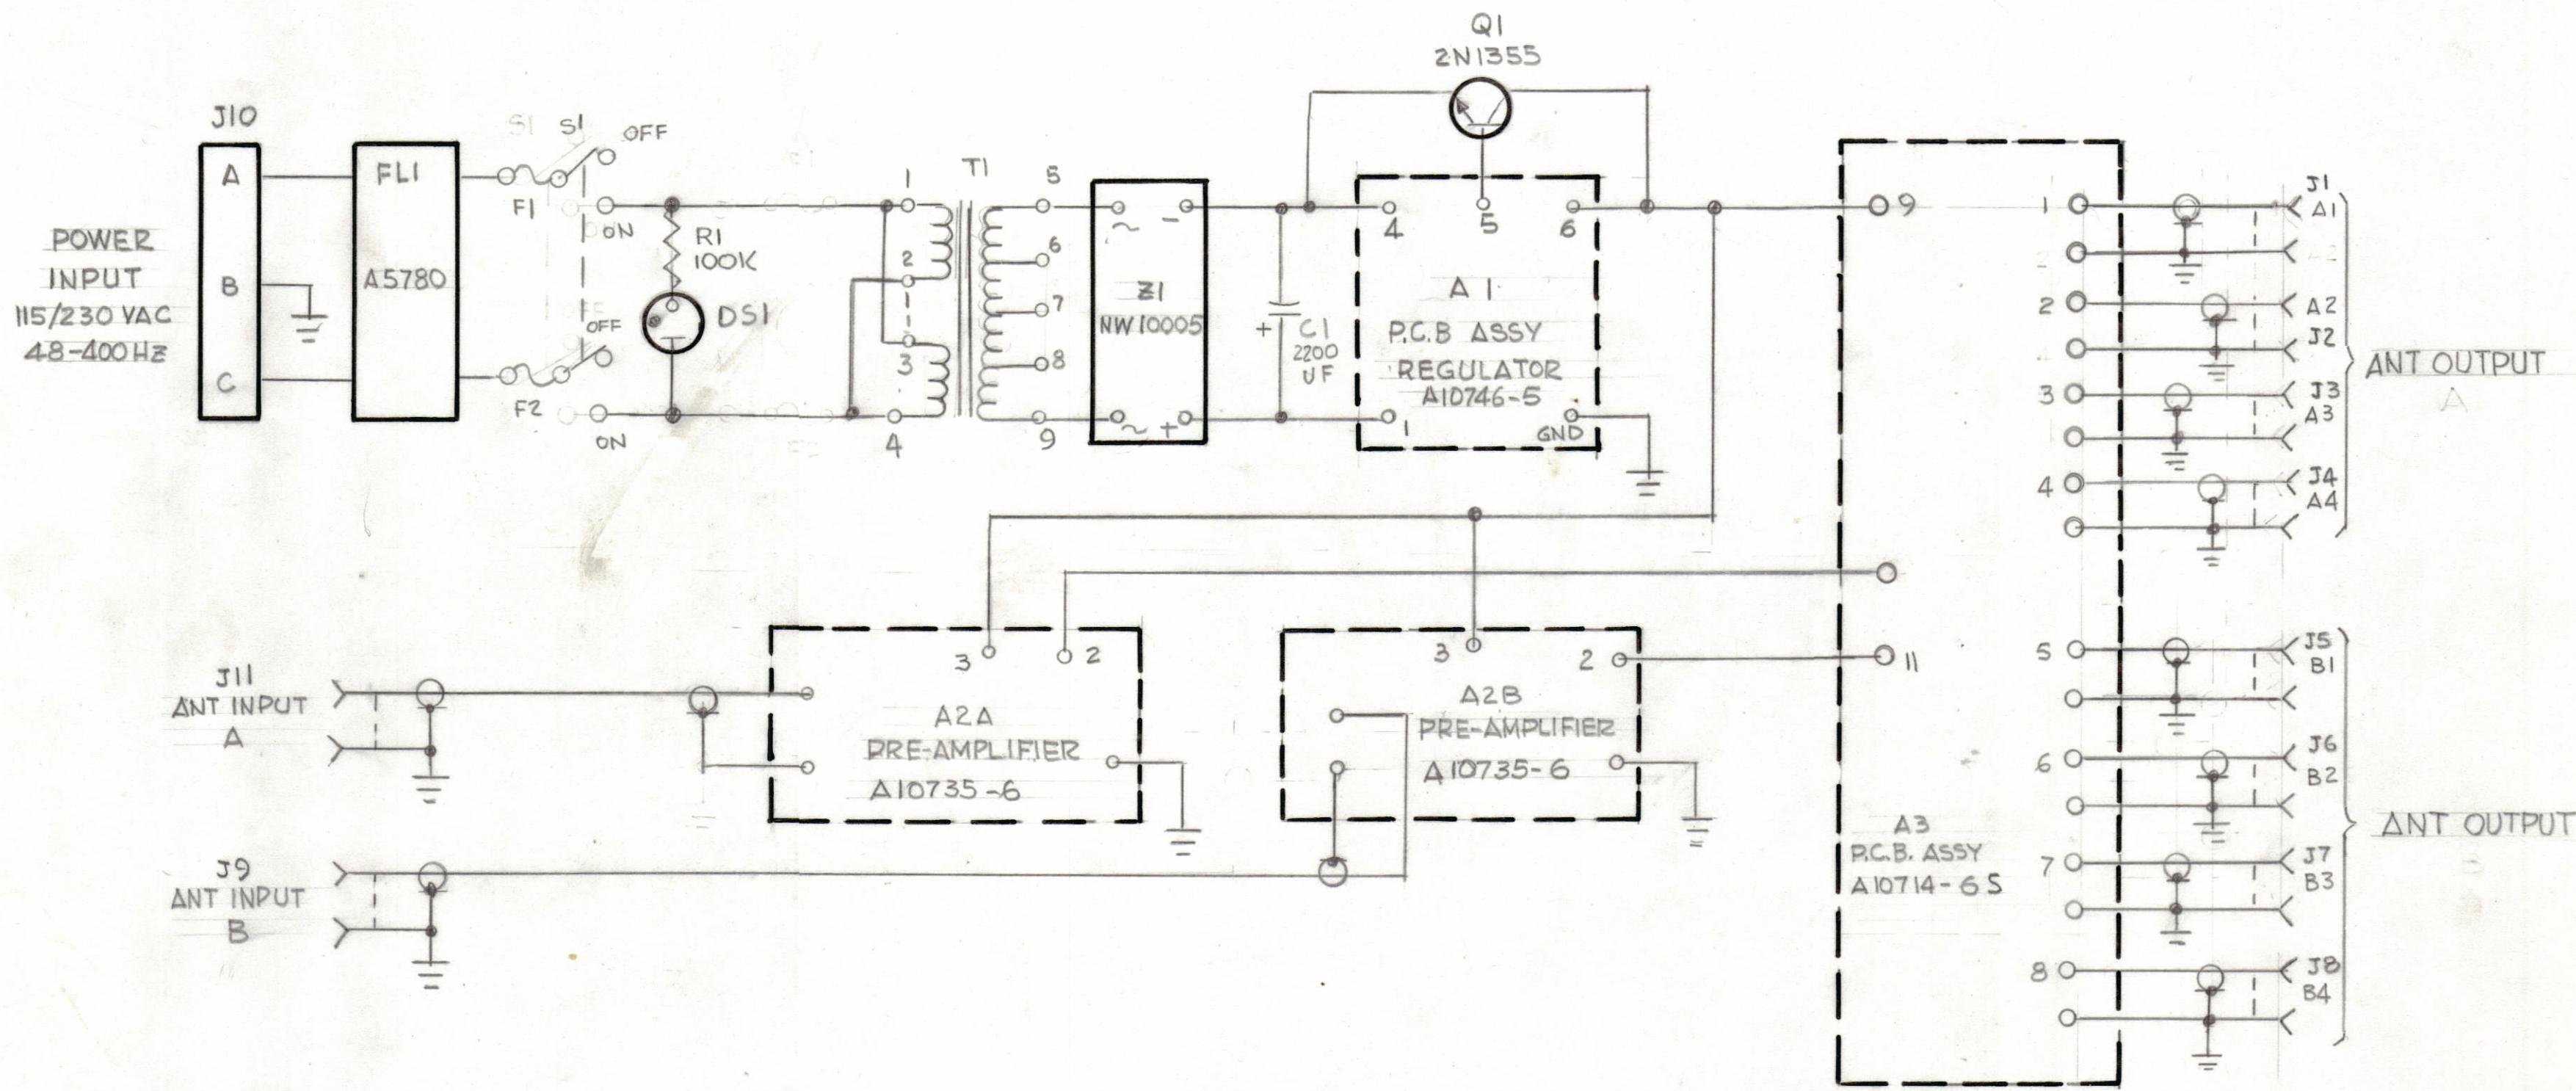 Q1
2N1355
J10
A
B
C
POWER
INPUT
115/230 VAC
48-400HZ
FL1
A5780
S1
S1
OFF
F1
ON
OFF
OFF
F2
ON
R1
100K
DS1
T1
1
2
3
4
5
6
7
8
9
~
-
Z1
NW10005
~
+
+
C1
2200
UF
4
5
6
A1
P.C.B ASSY
REGULATOR
A10746-5
1
GND
9
11
A3
P.C.B. ASSY
A10714-6S
1
2
3
4
5
6
7
8
J1
A1
A2
J2
J3
A3
J4
A4
ANT OUTPUT
A
J5
B1
J6
B2
J7
B3
J8
B4
ANT OUTPUT
B
J11
ANT INPUT
A
3
2
A2A
PRE-AMPLIFIER
A10735-6
3
2
A2B
PRE-AMPLIFIER
A10735-6
J9
ANT INPUT
B